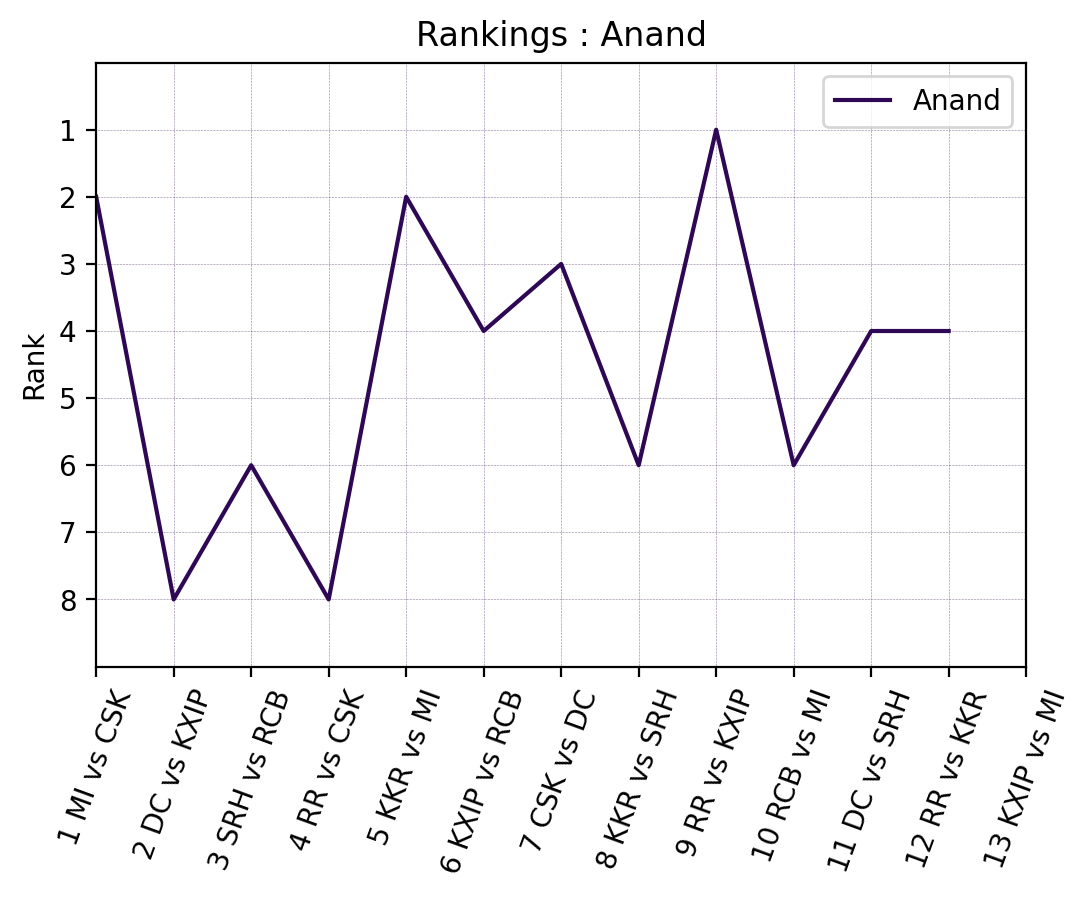 Rankings : Anand
Anand
Rank
1
2
3
4
5
6
7
8
1 MI vs CSK
2 DC vs KXIP
3 SRH vs RCB
4 RR vs CSK
5 KKR vs MI
6 KXIP vs RCB
7 CSK vs DC
8 KKR vs SRH
9 RR vs KXIP
10 RCB vs MI
11 DC vs SRH
12 RR vs KKR
13 KXIP vs MI